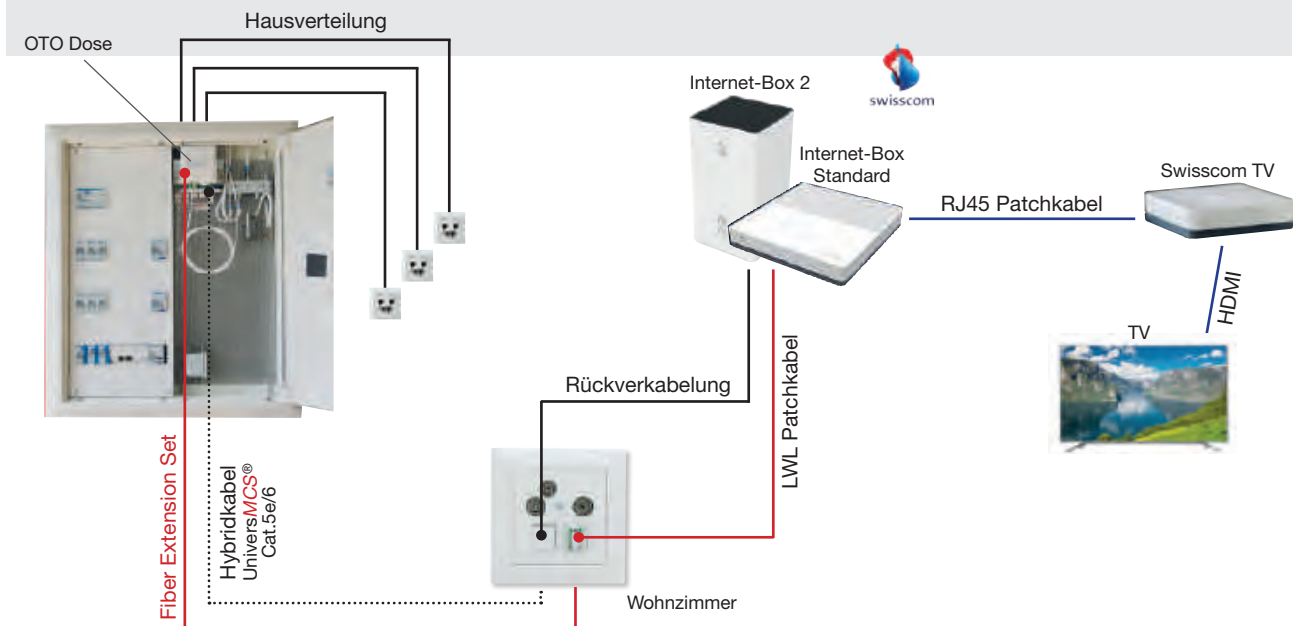 Hausverteilung
OTO Dose
swisscom
Internet-Box 2
Internet-Box
Standard
RJ45 Patchkabel
Swisscom TV
HDMI
TV
Rückverkabelung
LWL Patchkabel
Fiber Extension Set
Hybridkabel
UniversMCS®
Cat.5e/6
Wohnzimmer